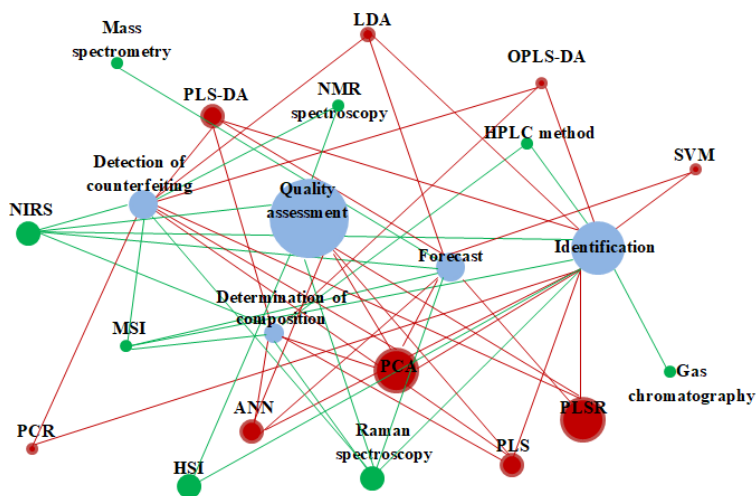 LDA
Mass
spectrometry
OPLS-DA
PLS-DA
NMR
spectroscopy
HPLC method
SVM
Detection of
counterfeiting
Quality
assessment
NIRS
Identification
Forecast
Determination of
composition
MSI
PCA
Gas
chromatography
ANN
PLSR
PCR
Raman
spectroscopy
PLS
HSI